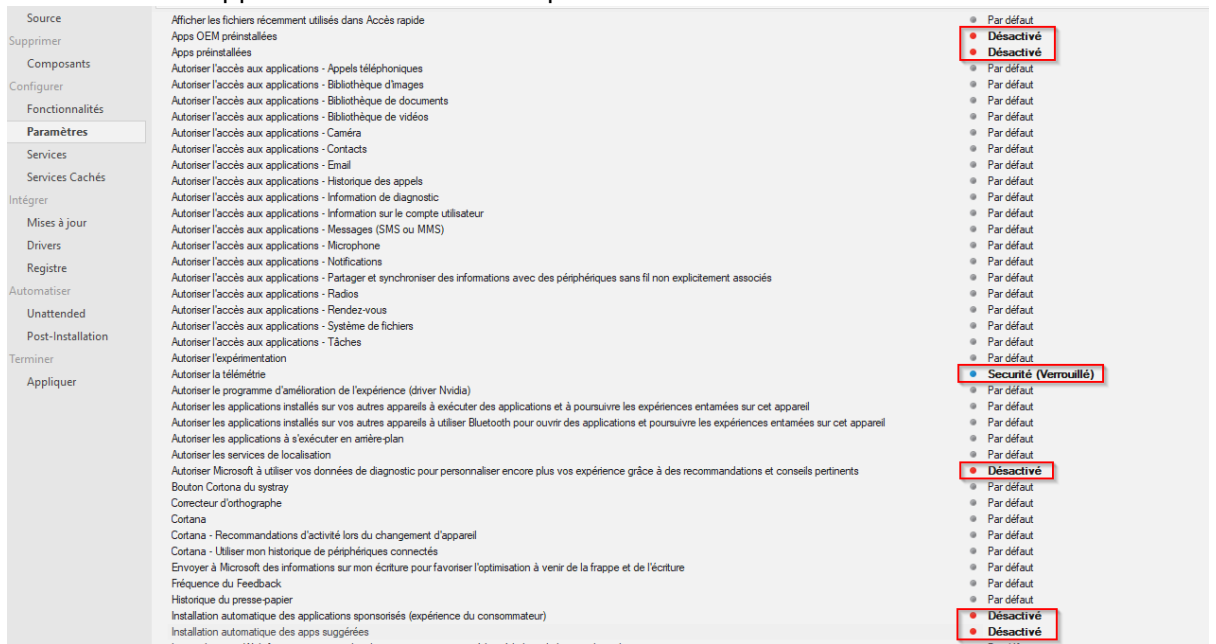 Source
Supprimer
Composants
Configurer
Fonctionnalités
Paramètres
Services
Services Cachés
Intégrer
Mises à jour
Drivers
Registre
Automatiser
Unattended
Post-Installation
Terminer
Appliquer
Afficher les fichiers récemment utilisés dans Accès rapide Par défaut
Apps OEM préinstallées Désactivé
Apps préinstallées Désactivé
Autoriser l'accès aux applications - Appels téléphoniques Par défaut
Autoriser l'accès aux applications - Bibliothèque d'images Par défaut
Autoriser l'accès aux applications - Bibliothèque de documents Par défaut
Autoriser l'accès aux applications - Bibliothèque de vidéos Par défaut
Autoriser l'accès aux applications - Caméra Par défaut
Autoriser l'accès aux applications - Contacts Par défaut
Autoriser l'accès aux applications - Email Par défaut
Autoriser l'accès aux applications - Historique des appels Par défaut
Autoriser l'accès aux applications - Information de diagnostic Par défaut
Autoriser l'accès aux applications - Information sur le compte utilisateur Par défaut
Autoriser l'accès aux applications - Messages (SMS ou MMS) Par défaut
Autoriser l'accès aux applications - Microphone Par défaut
Autoriser l'accès aux applications - Notifications Par défaut
Autoriser l'accès aux applications - Partager et synchroniser des informations avec des périphériques sans fil non explicitement associés Par défaut
Autoriser l'accès aux applications - Radios Par défaut
Autoriser l'accès aux applications - Rendez-vous Par défaut
Autoriser l'accès aux applications - Système de fichiers Par défaut
Autoriser l'accès aux applications - Tâches Par défaut
Autoriser l'expérimentation Par défaut
Autoriser la télémétrie Securité (Verrouillé)
Autoriser le programme d'amélioration de l'expérience (driver Nvidia) Par défaut
Autoriser les applications installés sur vos autres appareils à exécuter des applications et à poursuivre les expériences entamées sur cet appareil Par défaut
Autoriser les applications installés sur vos autres appareils à utiliser Bluetooth pour ouvrir des applications et poursuivre les expériences entamées sur cet appareil Par défaut
Autoriser les applications à s'exécuter en arrière-plan Par défaut
Autoriser les services de localisation Par défaut
Autoriser Microsoft à utiliser vos données de diagnostic pour personnaliser encore plus vos expérience grâce à des recommandations et conseils pertinents Désactivé
Bouton Cortona du systray Par défaut
Correcteur d'orthographe Par défaut
Cortana Par défaut
Cortana - Recommandations d'activité lors du changement d'appareil Par défaut
Cortana - Utiliser mon historique de périphériques connectés Par défaut
Envoyer à Microsoft des informations sur mon écriture pour favoriser l'optimisation à venir de la frappe et de l'écriture Par défaut
Fréquence du Feedback Par défaut
Historique du presse-papier Par défaut
Installation automatique des applications sponsorisés (expérience du consommateur) Désactivé
Installation automatique des apps suggérées Désactivé